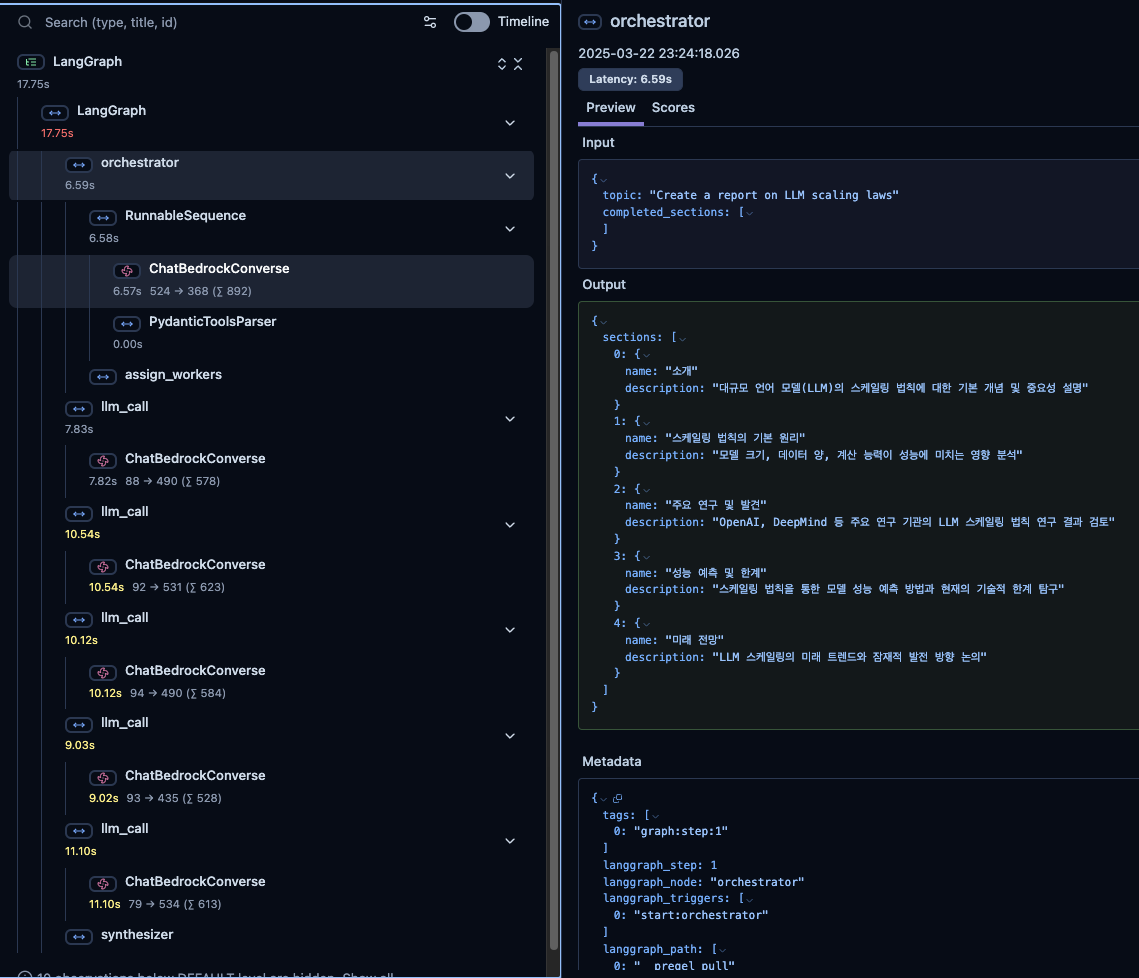 Search (type, title, id)
Timeline
LangGraph
17.75s
LangGraph
17.75s
orchestrator
6.59s
RunnableSequence
6.58s
ChatBedrockConverse
6.57s 524 → 368 (∑ 892)
PydanticToolsParser
0.00s
assign_workers
llm_call
7.83s
ChatBedrockConverse
7.82s 88 → 490 (∑ 578)
llm_call
10.54s
ChatBedrockConverse
10.54s 92 → 531 (∑ 623)
llm_call
10.12s
ChatBedrockConverse
10.12s 94 → 490 (∑ 584)
llm_call
9.03s
ChatBedrockConverse
9.02s 93 → 435 (∑ 528)
llm_call
11.10s
ChatBedrockConverse
11.10s 79 → 534 (∑ 613)
synthesizer
10 observations below DEFAULT level are hidden. Show all
orchestrator
2025-03-22 23:24:18.026
Latency: 6.59s
Preview Scores
Input
{
topic: "Create a report on LLM scaling laws"
completed_sections: [
]
}
Output
{
sections: [
0: {
name: "소개"
description: "대규모 언어 모델(LLM)의 스케일링 법칙에 대한 기본 개념 및 중요성 설명"
}
1: {
name: "스케일링 법칙의 기본 원리"
description: "모델 크기, 데이터 양, 계산 능력이 성능에 미치는 영향 분석"
}
2: {
name: "주요 연구 및 발견"
description: "OpenAI, DeepMind 등 주요 연구 기관의 LLM 스케일링 법칙 연구 결과 검토"
}
3: {
name: "성능 예측 및 한계"
description: "스케일링 법칙을 통한 모델 성능 예측 방법과 현재의 기술적 한계 탐구"
}
4: {
name: "미래 전망"
description: "LLM 스케일링의 미래 트렌드와 잠재적 발전 방향 논의"
}
]
}
Metadata
{
tags: [
0: "graph:step:1"
]
langgraph_step: 1
langgraph_node: "orchestrator"
langgraph_triggers: [
0: "start:orchestrator"
]
langgraph_path: [
0: "__pregel_pull"